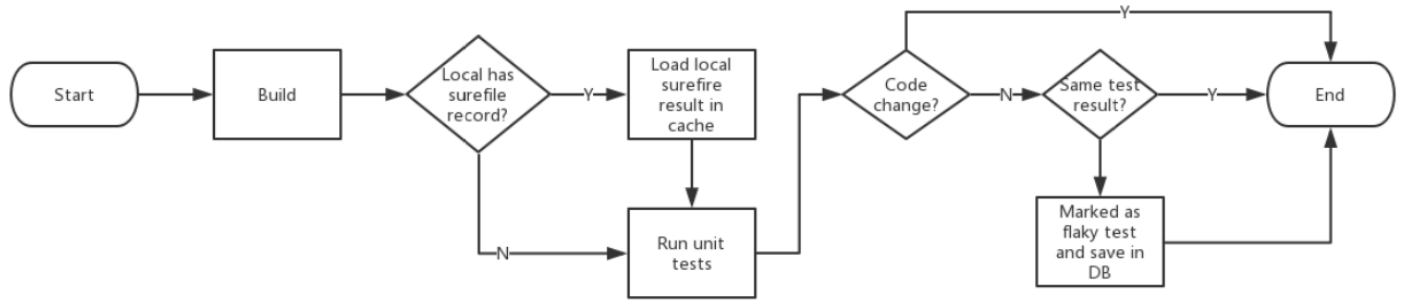 Start
Build
Local has
surefile
record?
Y
N
Load local
surefire
result in
cache
Run unit
tests
Code
change?
Y
N
Same test
result?
Y
Marked as
flaky test
and save in
DB
End